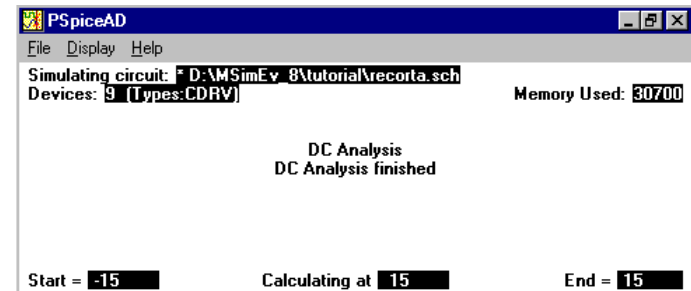 PSpiceAD
File Display Help
Simulating circuit: * D:\MSimEv_8\tutorial\recorta.sch
Devices: 9 (Types:CDRV) Memory Used: 30700
DC Analysis
DC Analysis finished
Start = -15 Calculating at 15 End = 15